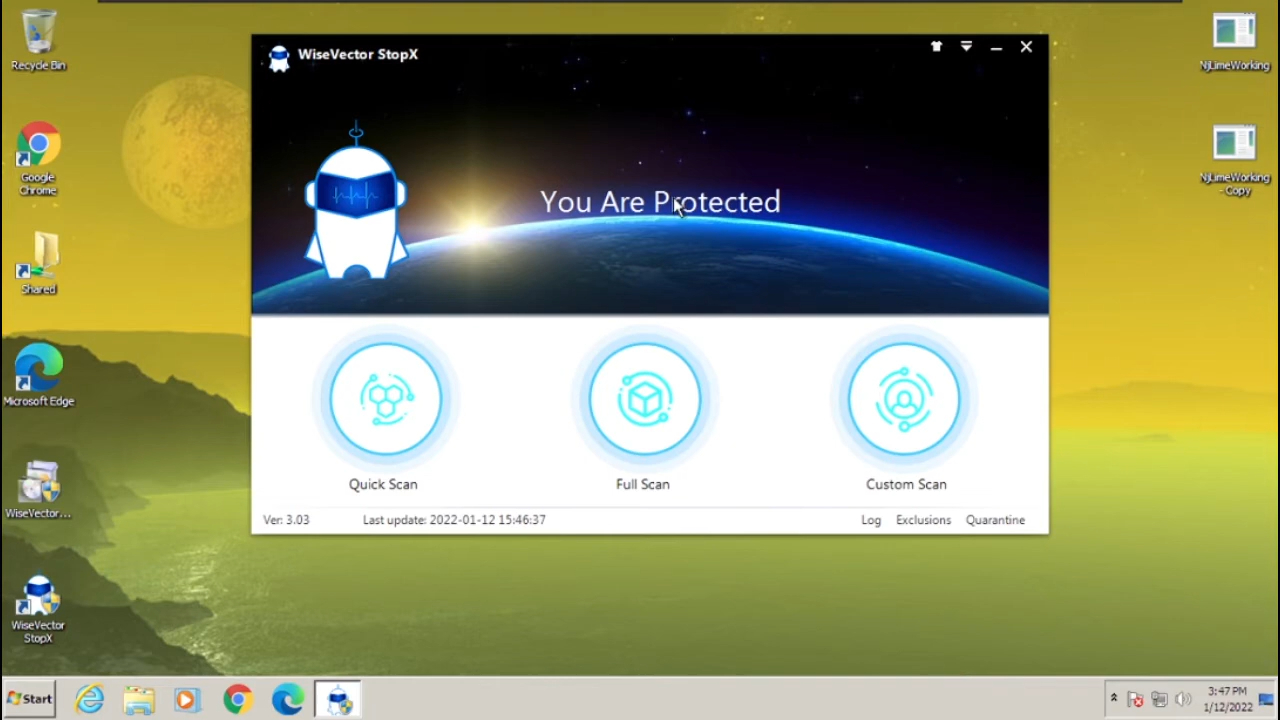 Recycle Bin
Google
Chrome
Shared
Microsoft Edge
WiseVector...
WiseVector
StopX
WiseVector StopX
You Are Protected
Quick Scan
Full Scan
Custom Scan
Ver: 3.03
Last update: 2022-01-12 15:46:37
Log
Exclusions
Quarantine
NjLimeWorking
NjLimeWorking
- Copy
Start
3:47 PM
1/12/2022